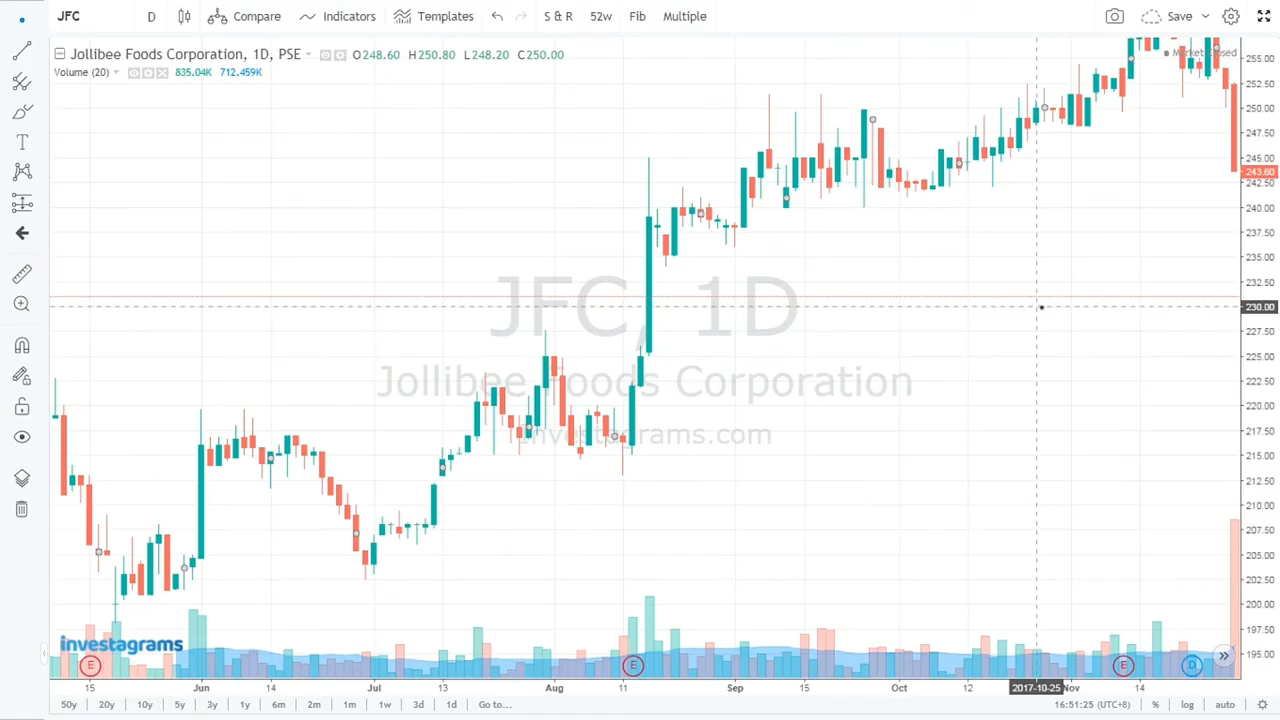 JFC D Compare Indicators Templates S & R 52w Fib Multiple Save
Jollibee Foods Corporation, 1D, PSE O248.60 H250.80 L248.20 C250.00
Market Closed
Volume (20) 835.04K 712.459K
255.00
252.50
250.00
247.50
245.00
243.60
242.50
240.00
237.50
235.00
232.50
230.00
227.50
225.00
222.50
220.00
217.50
215.00
212.50
210.00
207.50
205.00
202.50
200.00
197.50
195.00
JFC, 1D
Jollibee Foods Corporation
investagrams.com
investagrams
E E E D
15 Jun 14 Jul 13 Aug 11 Sep 15 Oct 12 2017-10-25 Nov 14
50y 20y 10y 5y 3y 1y 6m 2m 1m 1w 3d 1d Go to... 16:51:25 (UTC+8) % log auto